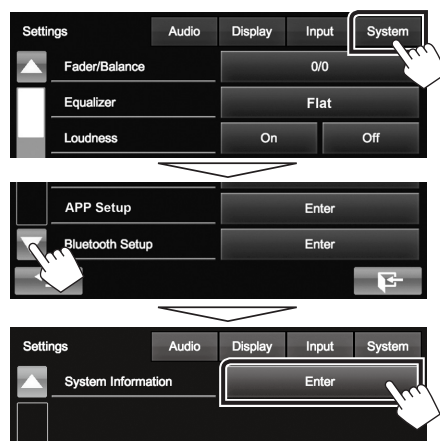 Settings Audio Display Input System
Fader/Balance 0/0
Equalizer Flat
Loudness On Off
APP Setup Enter
Bluetooth Setup Enter
Settings Audio Display Input System
System Information Enter